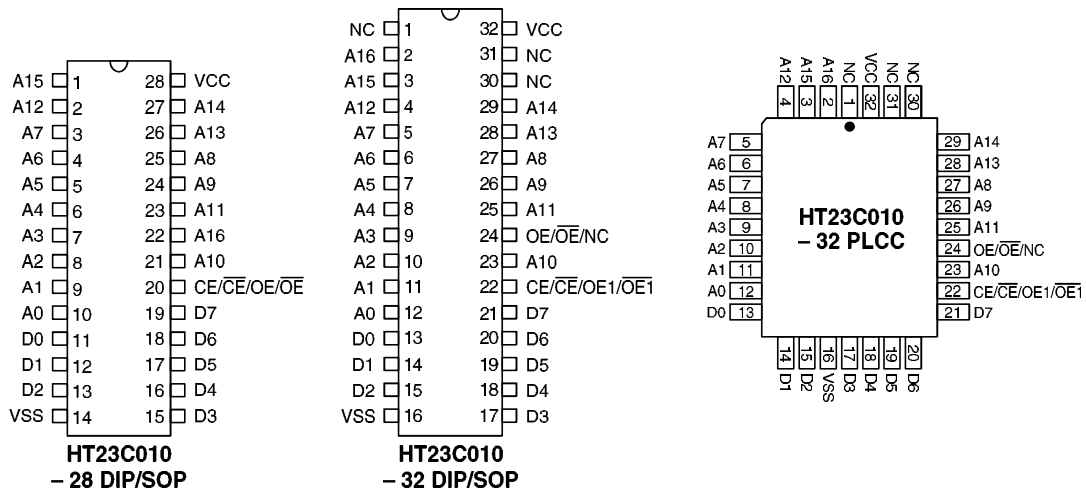 A15 1 28 VCC
A12 2 27 A14
A7 3 26 A13
A6 4 25 A8
A5 5 24 A9
A4 6 23 A11
A3 7 22 A16
A2 8 21 A10
A1 9 20 CE/C̅E̅/OE/O̅E̅
A0 10 19 D7
D0 11 18 D6
D1 12 17 D5
D2 13 16 D4
VSS 14 15 D3
HT23C010
– 28 DIP/SOP
NC 1 32 VCC
A16 2 31 NC
A15 3 30 NC
A12 4 29 A14
A7 5 28 A13
A6 6 27 A8
A5 7 26 A9
A4 8 25 A11
A3 9 24 OE/O̅E̅/NC
A2 10 23 A10
A1 11 22 CE/C̅E̅/OE1/O̅E̅1̅
A0 12 21 D7
D0 13 20 D6
D1 14 19 D5
D2 15 18 D4
VSS 16 17 D3
HT23C010
– 32 DIP/SOP
A12 A15 A16 NC VCC NC NC
4 3 2 1 32 31 30
A7 5 29 A14
A6 6 28 A13
A5 7 27 A8
A4 8 26 A9
A3 9 25 A11
A2 10 24 OE/O̅E̅/NC
A1 11 23 A10
A0 12 22 CE/C̅E̅/OE1/O̅E̅1̅
D0 13 21 D7
HT23C010
– 32 PLCC
14 15 16 17 18 19 20
D1 D2 VSS D3 D4 D5 D6